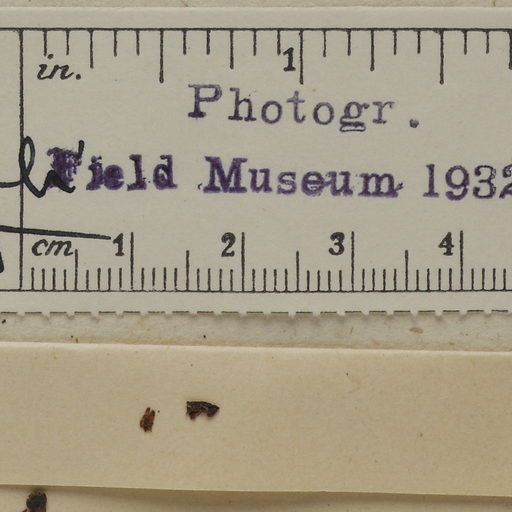 in. 1
Photogr.
Field Museum 1932
cm 1 2 3 4